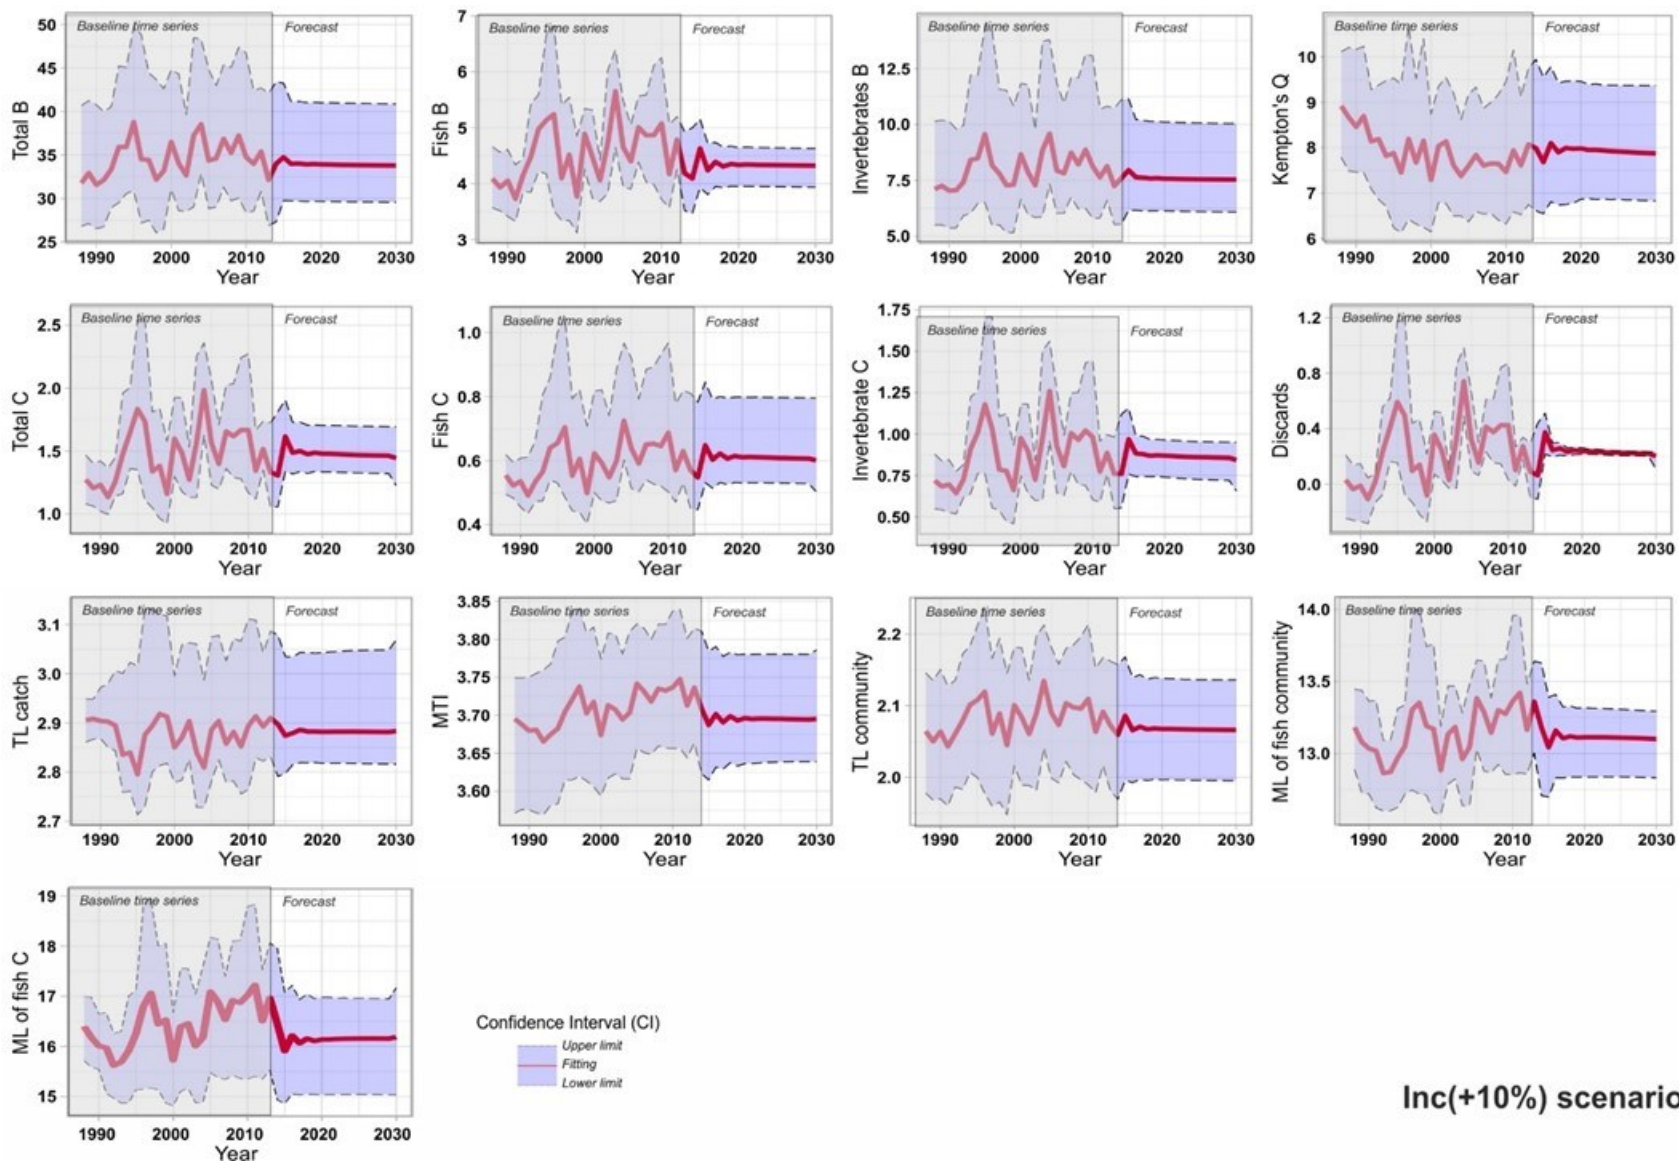 Baseline time series Forecast
50
45
40
35
30
25
Total B
1990 2000 2010 2020 2030
Year
Baseline time series Forecast
7
6
5
4
3
Fish B
1990 2000 2010 2020 2030
Year
Baseline time series Forecast
12.5
10.0
7.5
5.0
Invertebrates B
1990 2000 2010 2020 2030
Year
Baseline time series Forecast
10
9
8
7
6
Kempton's Q
1990 2000 2010 2020 2030
Year
Baseline time series Forecast
2.5
2.0
1.5
1.0
Total C
1990 2000 2010 2020 2030
Year
Baseline time series Forecast
1.0
0.8
0.6
0.4
Fish C
1990 2000 2010 2020 2030
Year
Baseline time series Forecast
1.75
1.50
1.25
1.00
0.75
0.50
Invertebrate C
1990 2000 2010 2020 2030
Year
Baseline time series Forecast
1.2
0.8
0.4
0.0
Discards
1990 2000 2010 2020 2030
Year
Baseline time series Forecast
3.1
3.0
2.9
2.8
2.7
TL catch
1990 2000 2010 2020 2030
Year
Baseline time series Forecast
3.85
3.80
3.75
3.70
3.65
3.60
MTI
1990 2000 2010 2020 2030
Year
Baseline time series Forecast
2.2
2.1
2.0
TL community
1990 2000 2010 2020 2030
Year
Baseline time series Forecast
14.0
13.5
13.0
ML of fish community
1990 2000 2010 2020 2030
Year
Baseline time series Forecast
19
18
17
16
15
ML of fish C
1990 2000 2010 2020 2030
Year
Confidence Interval (CI)
Upper limit
Fitting
Lower limit
Inc(+10%) scenario